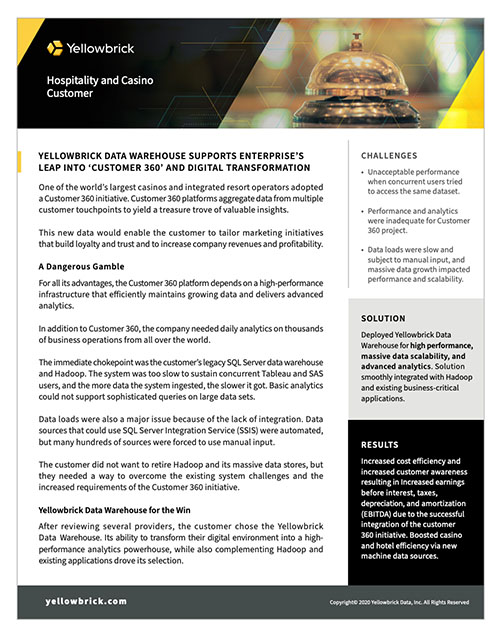 Yellowbrick
Hospitality and Casino
Customer
YELLOWBRICK DATA WAREHOUSE SUPPORTS ENTERPRISE'S
LEAP INTO 'CUSTOMER 360' AND DIGITAL TRANSFORMATION
One of the world's largest casinos and integrated resort operators adopted
a Customer 360 initiative. Customer 360 platforms aggregate data from multiple
customer touchpoints to yield a treasure trove of valuable insights.
This new data would enable the customer to tailor marketing initiatives
that build loyalty and trust and to increase company revenues and profitability.
A Dangerous Gamble
For all its advantages, the Customer 360 platform depends on a high-performance
infrastructure that efficiently maintains growing data and delivers advanced
analytics.
In addition to Customer 360, the company needed daily analytics on thousands
of business operations from all over the world.
The immediate chokepoint was the customer's legacy SQL Server data warehouse
and Hadoop. The system was too slow to sustain concurrent Tableau and SAS
users, and the more data the system ingested, the slower it got. Basic analytics
could not support sophisticated queries on large data sets.
Data loads were also a major issue because of the lack of integration. Data
sources that could use SQL Server Integration Service (SSIS) were automated,
but many hundreds of sources were forced to use manual input.
The customer did not want to retire Hadoop and its massive data stores, but
they needed a way to overcome the existing system challenges and the
increased requirements of the Customer 360 initiative.
Yellowbrick Data Warehouse for the Win
After reviewing several providers, the customer chose the Yellowbrick
Data Warehouse. Its ability to transform their digital environment into a high-
performance analytics powerhouse, while also complementing Hadoop and
existing applications drove its selection.
CHALLENGES
• Unacceptable performance
when concurrent users tried
to access the same dataset.
• Performance and analytics
were inadequate for Customer
360 project.
• Data loads were slow and
subject to manual input, and
massive data growth impacted
performance and scalability.
SOLUTION
Deployed Yellowbrick Data
Warehouse for high performance,
massive data scalability, and
advanced analytics. Solution
smoothly integrated with Hadoop
and existing business-critical
applications.
RESULTS
Increased cost efficiency and
increased customer awareness
resulting in Increased earnings
before interest, taxes,
depreciation, and amortization
(EBITDA) due to the successful
integration of the customer
360 initiative. Boosted casino
and hotel efficiency via new
machine data sources.
yellowbrick.com
Copyright© 2020 Yellowbrick Data, Inc. All Rights Reserved